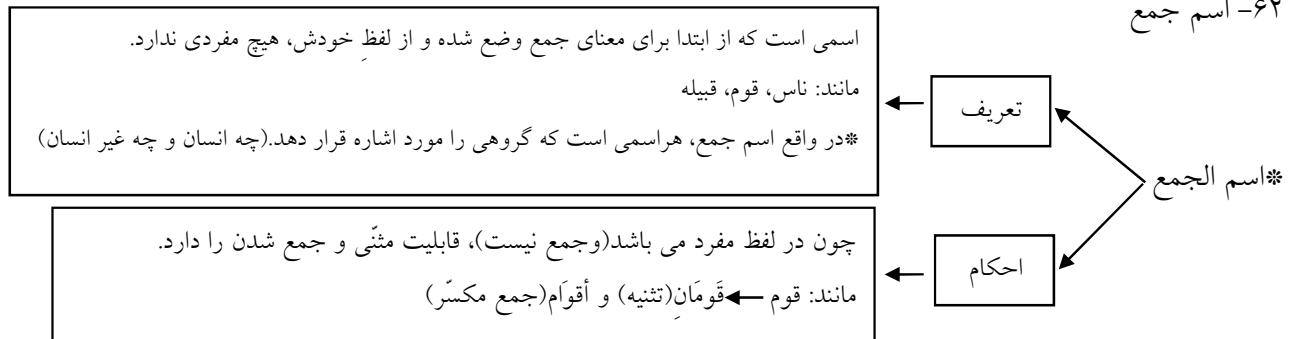 ۶۲- اسم جمع
*اسم الجمع
تعریف
اسمی است که از ابتدا برای معنای جمع وضع شده و از لفظِ خودش، هیچ مفردی ندارد.
مانند: ناس، قوم، قبیله
*در واقع اسم جمع، هراسمی است که گروهی را مورد اشاره قرار دهد.(چه انسان و چه غیر انسان)
احکام
چون در لفظ مفرد می باشد(وجمع نیست)، قابلیت مثنّی و جمع شدن را دارد.
مانند: قوم ←قَومَانِ(تثنیه) و أقوَام(جمع مکسّر)